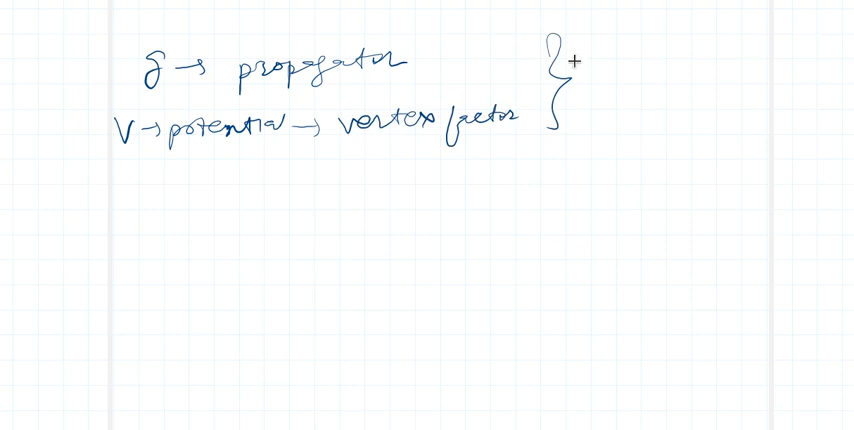 g → propagator
V → potential → vertex factor